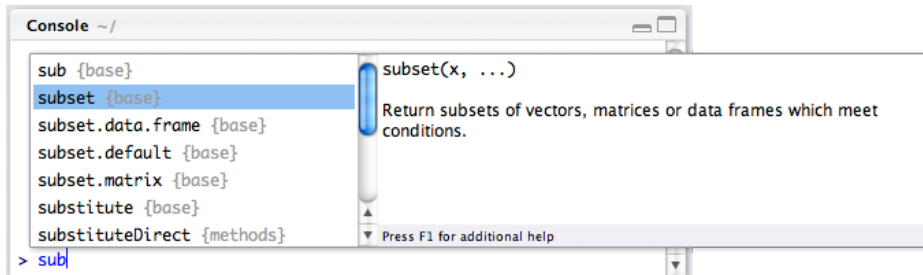 Console ~/
sub {base}
subset {base}
subset.data.frame {base}
subset.default {base}
subset.matrix {base}
substitute {base}
substituteDirect {methods}
subset(x, ...)
Return subsets of vectors, matrices or data frames which meet
conditions.
Press F1 for additional help
> sub